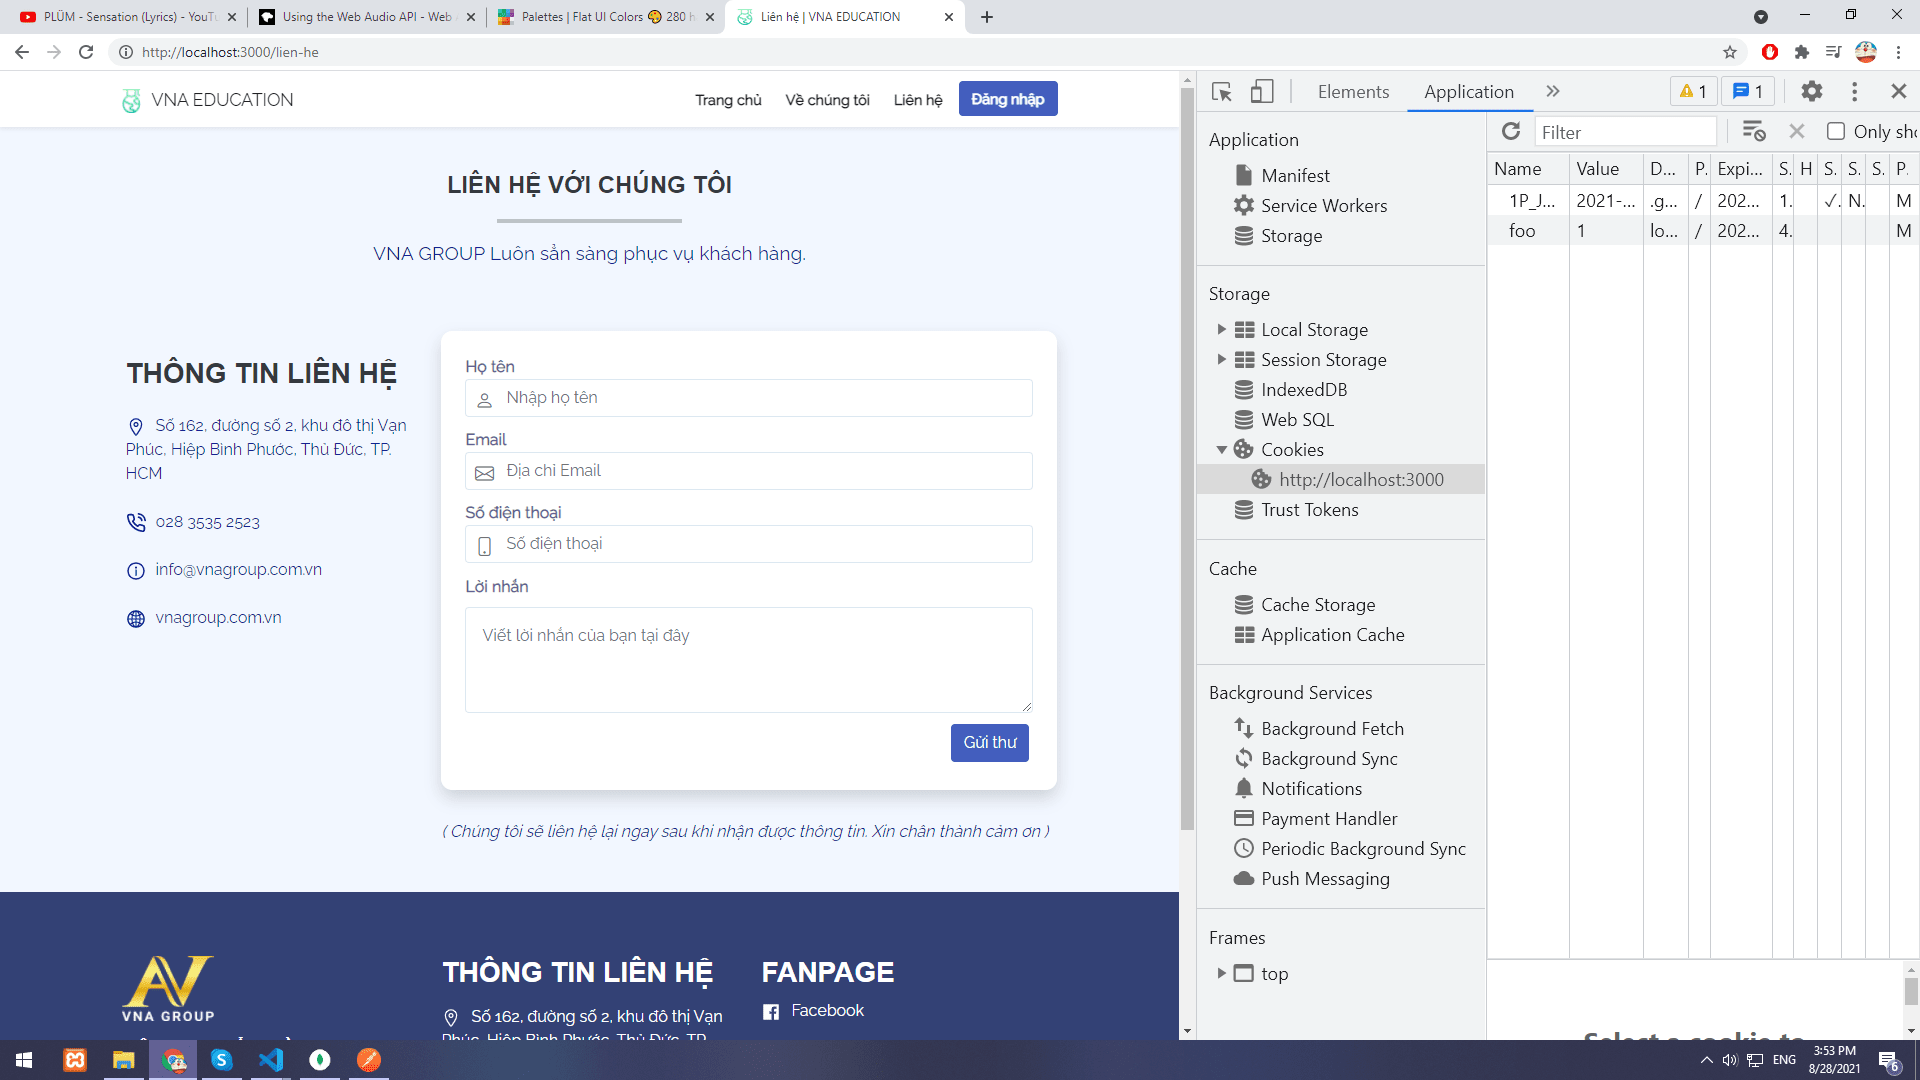 PLÜM - Sensation (Lyrics) - YouTu
Using the Web Audio API - Web
Palettes | Flat UI Colors 🎨 280 h
Liên hệ | VNA EDUCATION
http://localhost:3000/lien-he
VNA EDUCATION
Trang chủ
Về chúng tôi
Liên hệ
Đăng nhập
LIÊN HỆ VỚI CHÚNG TÔI
VNA GROUP Luôn sẳn sàng phục vụ khách hàng.
THÔNG TIN LIÊN HỆ
Số 162, đường số 2, khu đô thị Vạn
Phúc, Hiệp Bình Phước, Thủ Đức, TP.
HCM
028 3535 2523
info@vnagroup.com.vn
vnagroup.com.vn
Họ tên
Nhập họ tên
Email
Địa chỉ Email
Số điện thoại
Số điện thoại
Lời nhắn
Viết lời nhắn của bạn tại đây
Gửi thư
( Chúng tôi sẽ liên hệ lại ngay sau khi nhận được thông tin. Xin chân thành cảm ơn )
VNA GROUP
THÔNG TIN LIÊN HỆ
Số 162, đường số 2, khu đô thị Vạn
Phúc, Hiệp Bình Phước, Thủ Đức, TP.
FANPAGE
Facebook
Elements
Application
1
1
Application
Manifest
Service Workers
Storage
Storage
Local Storage
Session Storage
IndexedDB
Web SQL
Cookies
http://localhost:3000
Trust Tokens
Cache
Cache Storage
Application Cache
Background Services
Background Fetch
Background Sync
Notifications
Payment Handler
Periodic Background Sync
Push Messaging
Frames
top
Filter
Only sho
Name Value D... P. Expi... S. H S. S. S. P.
1P_J... 2021-... .g... / 202... 1. ✓. N. M
foo 1 lo... / 202... 4. M
Select a cookie to
ENG
3:53 PM
8/28/2021
6